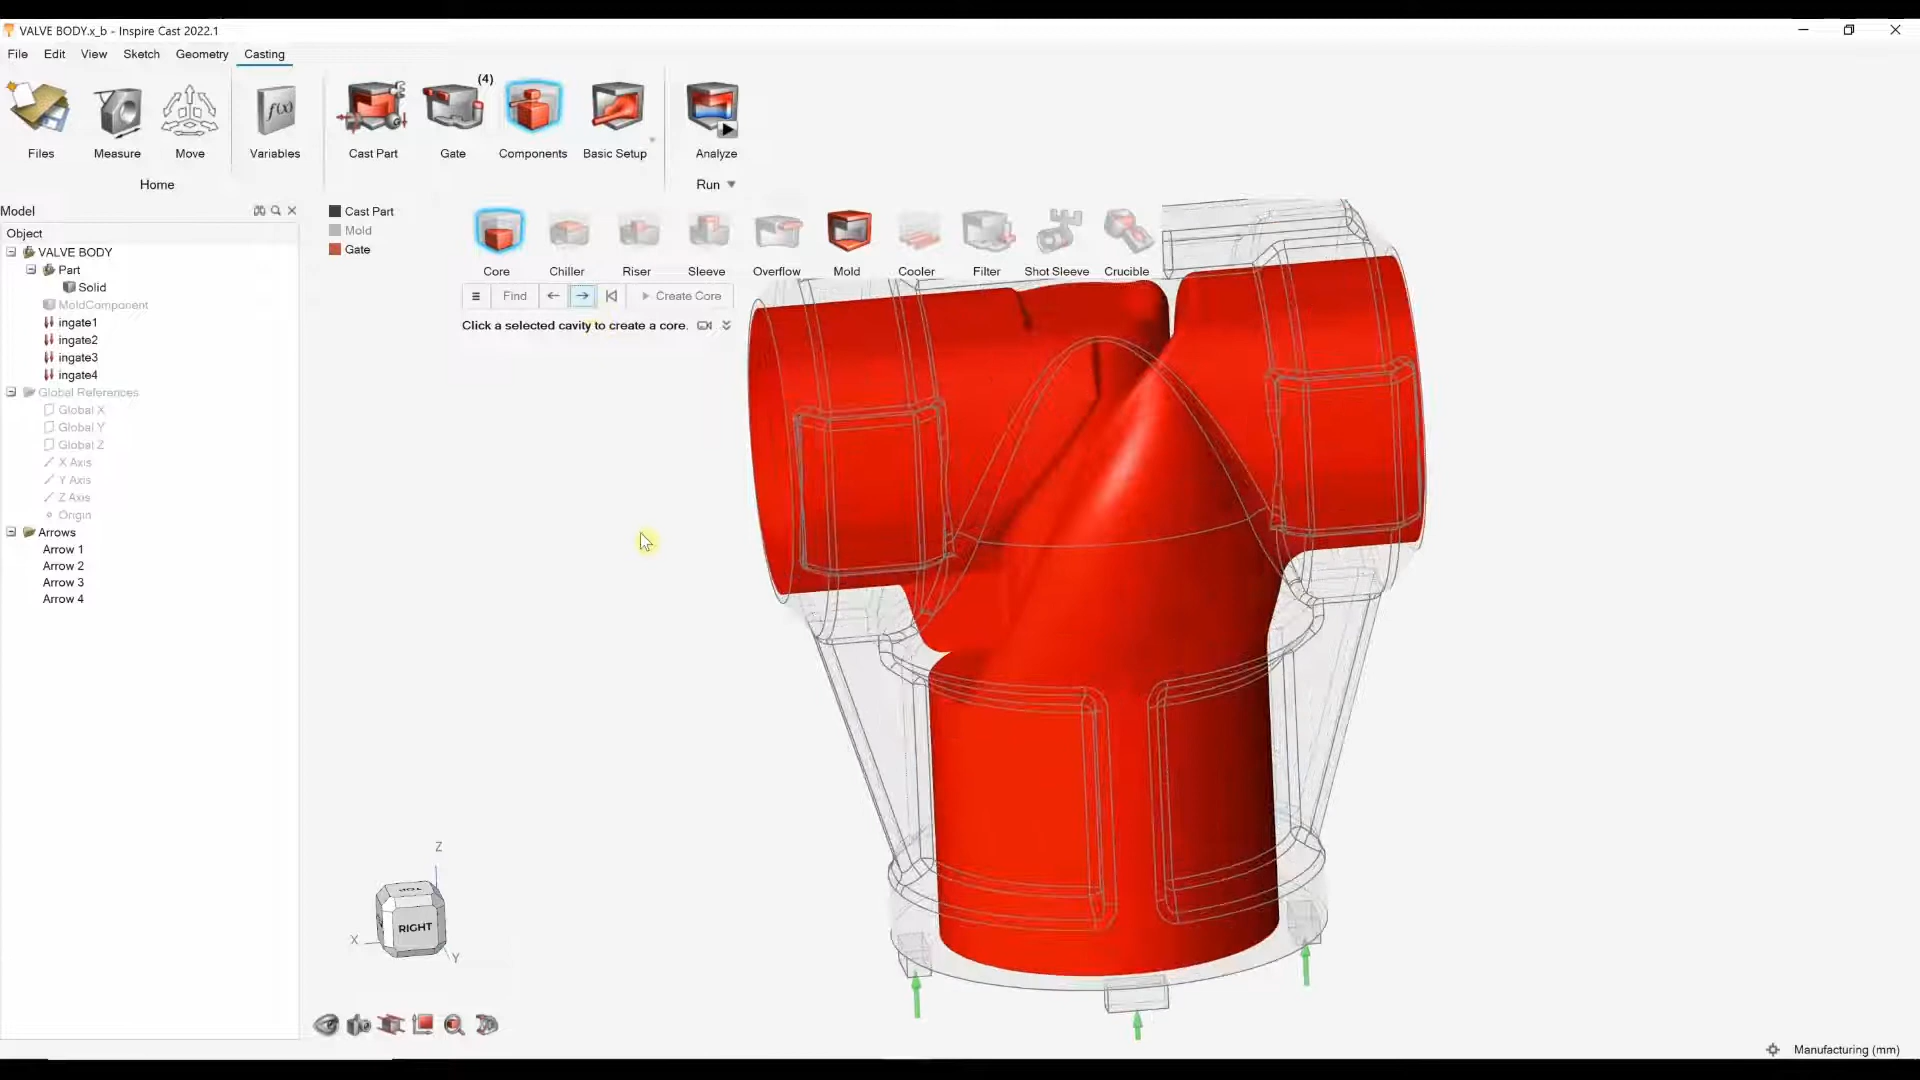 VALVE BODY.x_b - Inspire Cast 2022.1
File Edit View Sketch Geometry Casting
(4)
Files Measure Move Variables Cast Part Gate Components Basic Setup Analyze
Home Run
Model
Object
VALVE BODY
Part
Solid
MoldComponent
ingate1
ingate2
ingate3
ingate4
Global References
Global X
Global Y
Global Z
X Axis
Y Axis
Z Axis
Origin
Arrows
Arrow 1
Arrow 2
Arrow 3
Arrow 4
Cast Part
Mold
Gate
Core Chiller Riser Sleeve Overflow Mold Cooler Filter Shot Sleeve Crucible
Find Create Core
Click a selected cavity to create a core.
Z
TOP
RIGHT
X
Y
Manufacturing (mm)